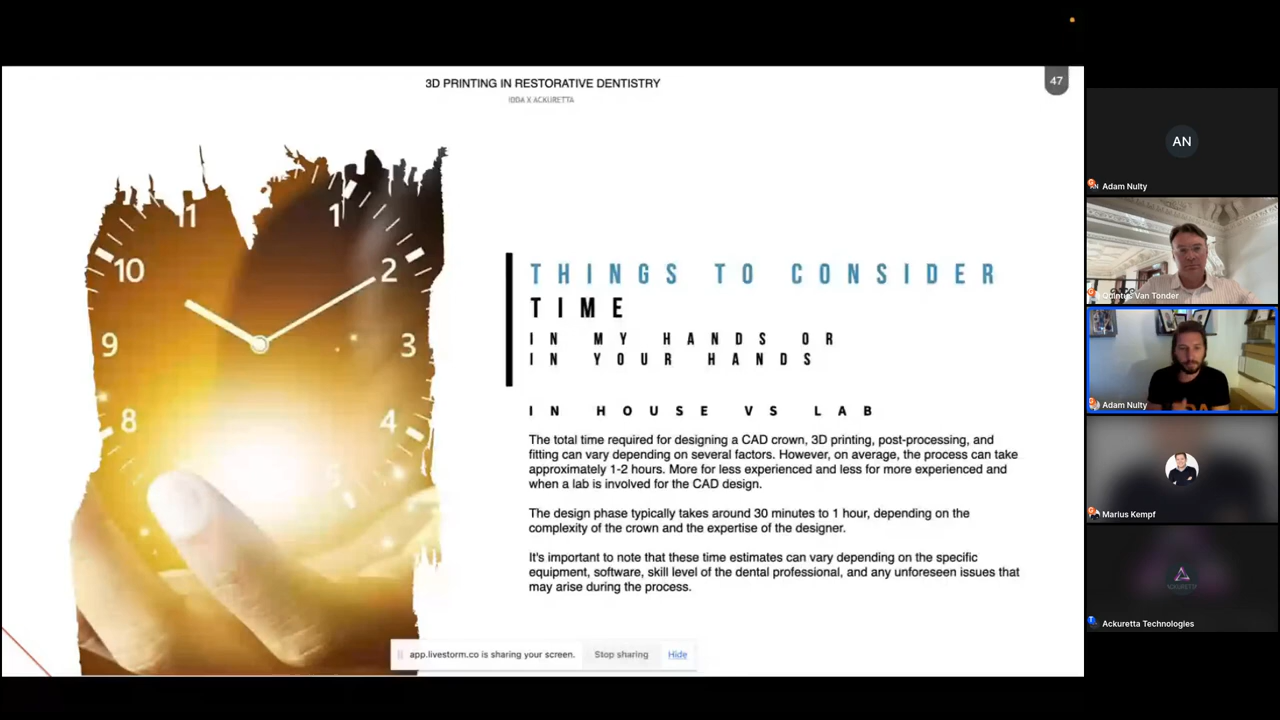 3D PRINTING IN RESTORATIVE DENTISTRY
IDDA X ACKURETTA
47
11
1
10
2
9
3
8
4
THINGS TO CONSIDER
TIME
IN MY HANDS OR
IN YOUR HANDS
IN HOUSE VS LAB
The total time required for designing a CAD crown, 3D printing, post-processing, and
fitting can vary depending on several factors. However, on average, the process can take
approximately 1-2 hours. More for less experienced and less for more experienced and
when a lab is involved for the CAD design.
The design phase typically takes around 30 minutes to 1 hour, depending on the
complexity of the crown and the expertise of the designer.
It's important to note that these time estimates can vary depending on the specific
equipment, software, skill level of the dental professional, and any unforeseen issues that
may arise during the process.
app.livestorm.co is sharing your screen.
Stop sharing
Hide
AN
Adam Nulty
Van Tonder
Adam Nulty
Marius Kempf
ACKURETTA
Ackuretta Technologies